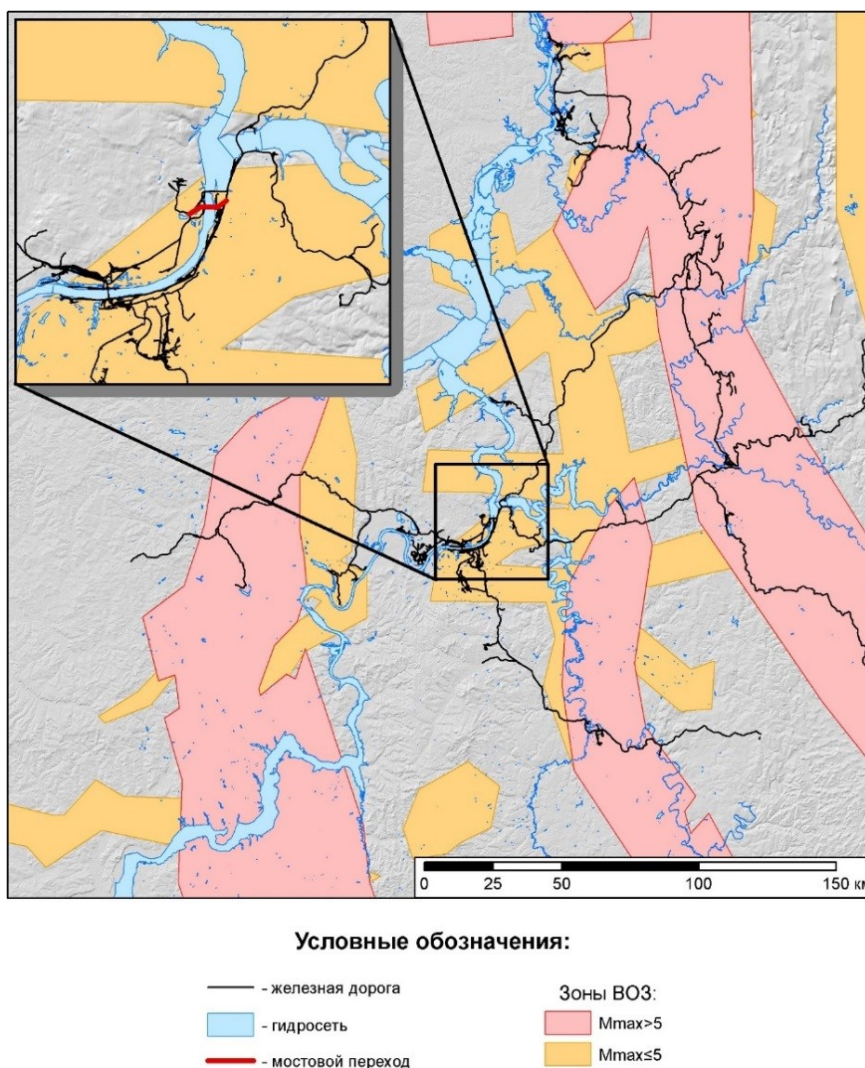 0 25 50 100 150 км
Условные обозначения:
- железная дорога
- гидросеть
- мостовой переход
Зоны ВОЗ:
Mmax>5
Mmax≤5